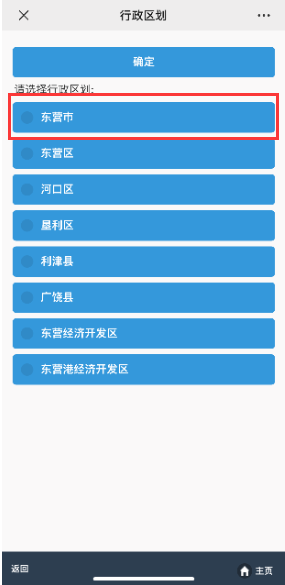 行政区划
确定
请选择行政区划:
东营市
东营区
河口区
垦利区
利津县
广饶县
东营经济开发区
东营港经济开发区
返回 主页